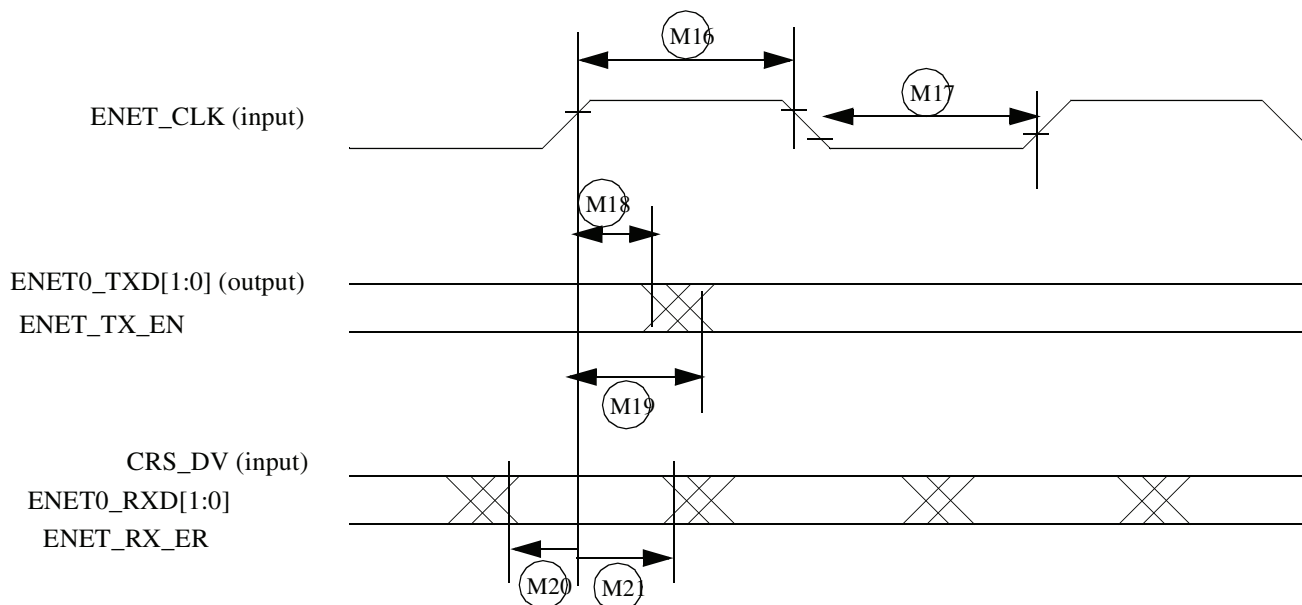 M16
ENET_CLK (input)
M17
M18
ENET0_TXD[1:0] (output)
ENET_TX_EN
M19
CRS_DV (input)
ENET0_RXD[1:0]
ENET_RX_ER
M20
M21